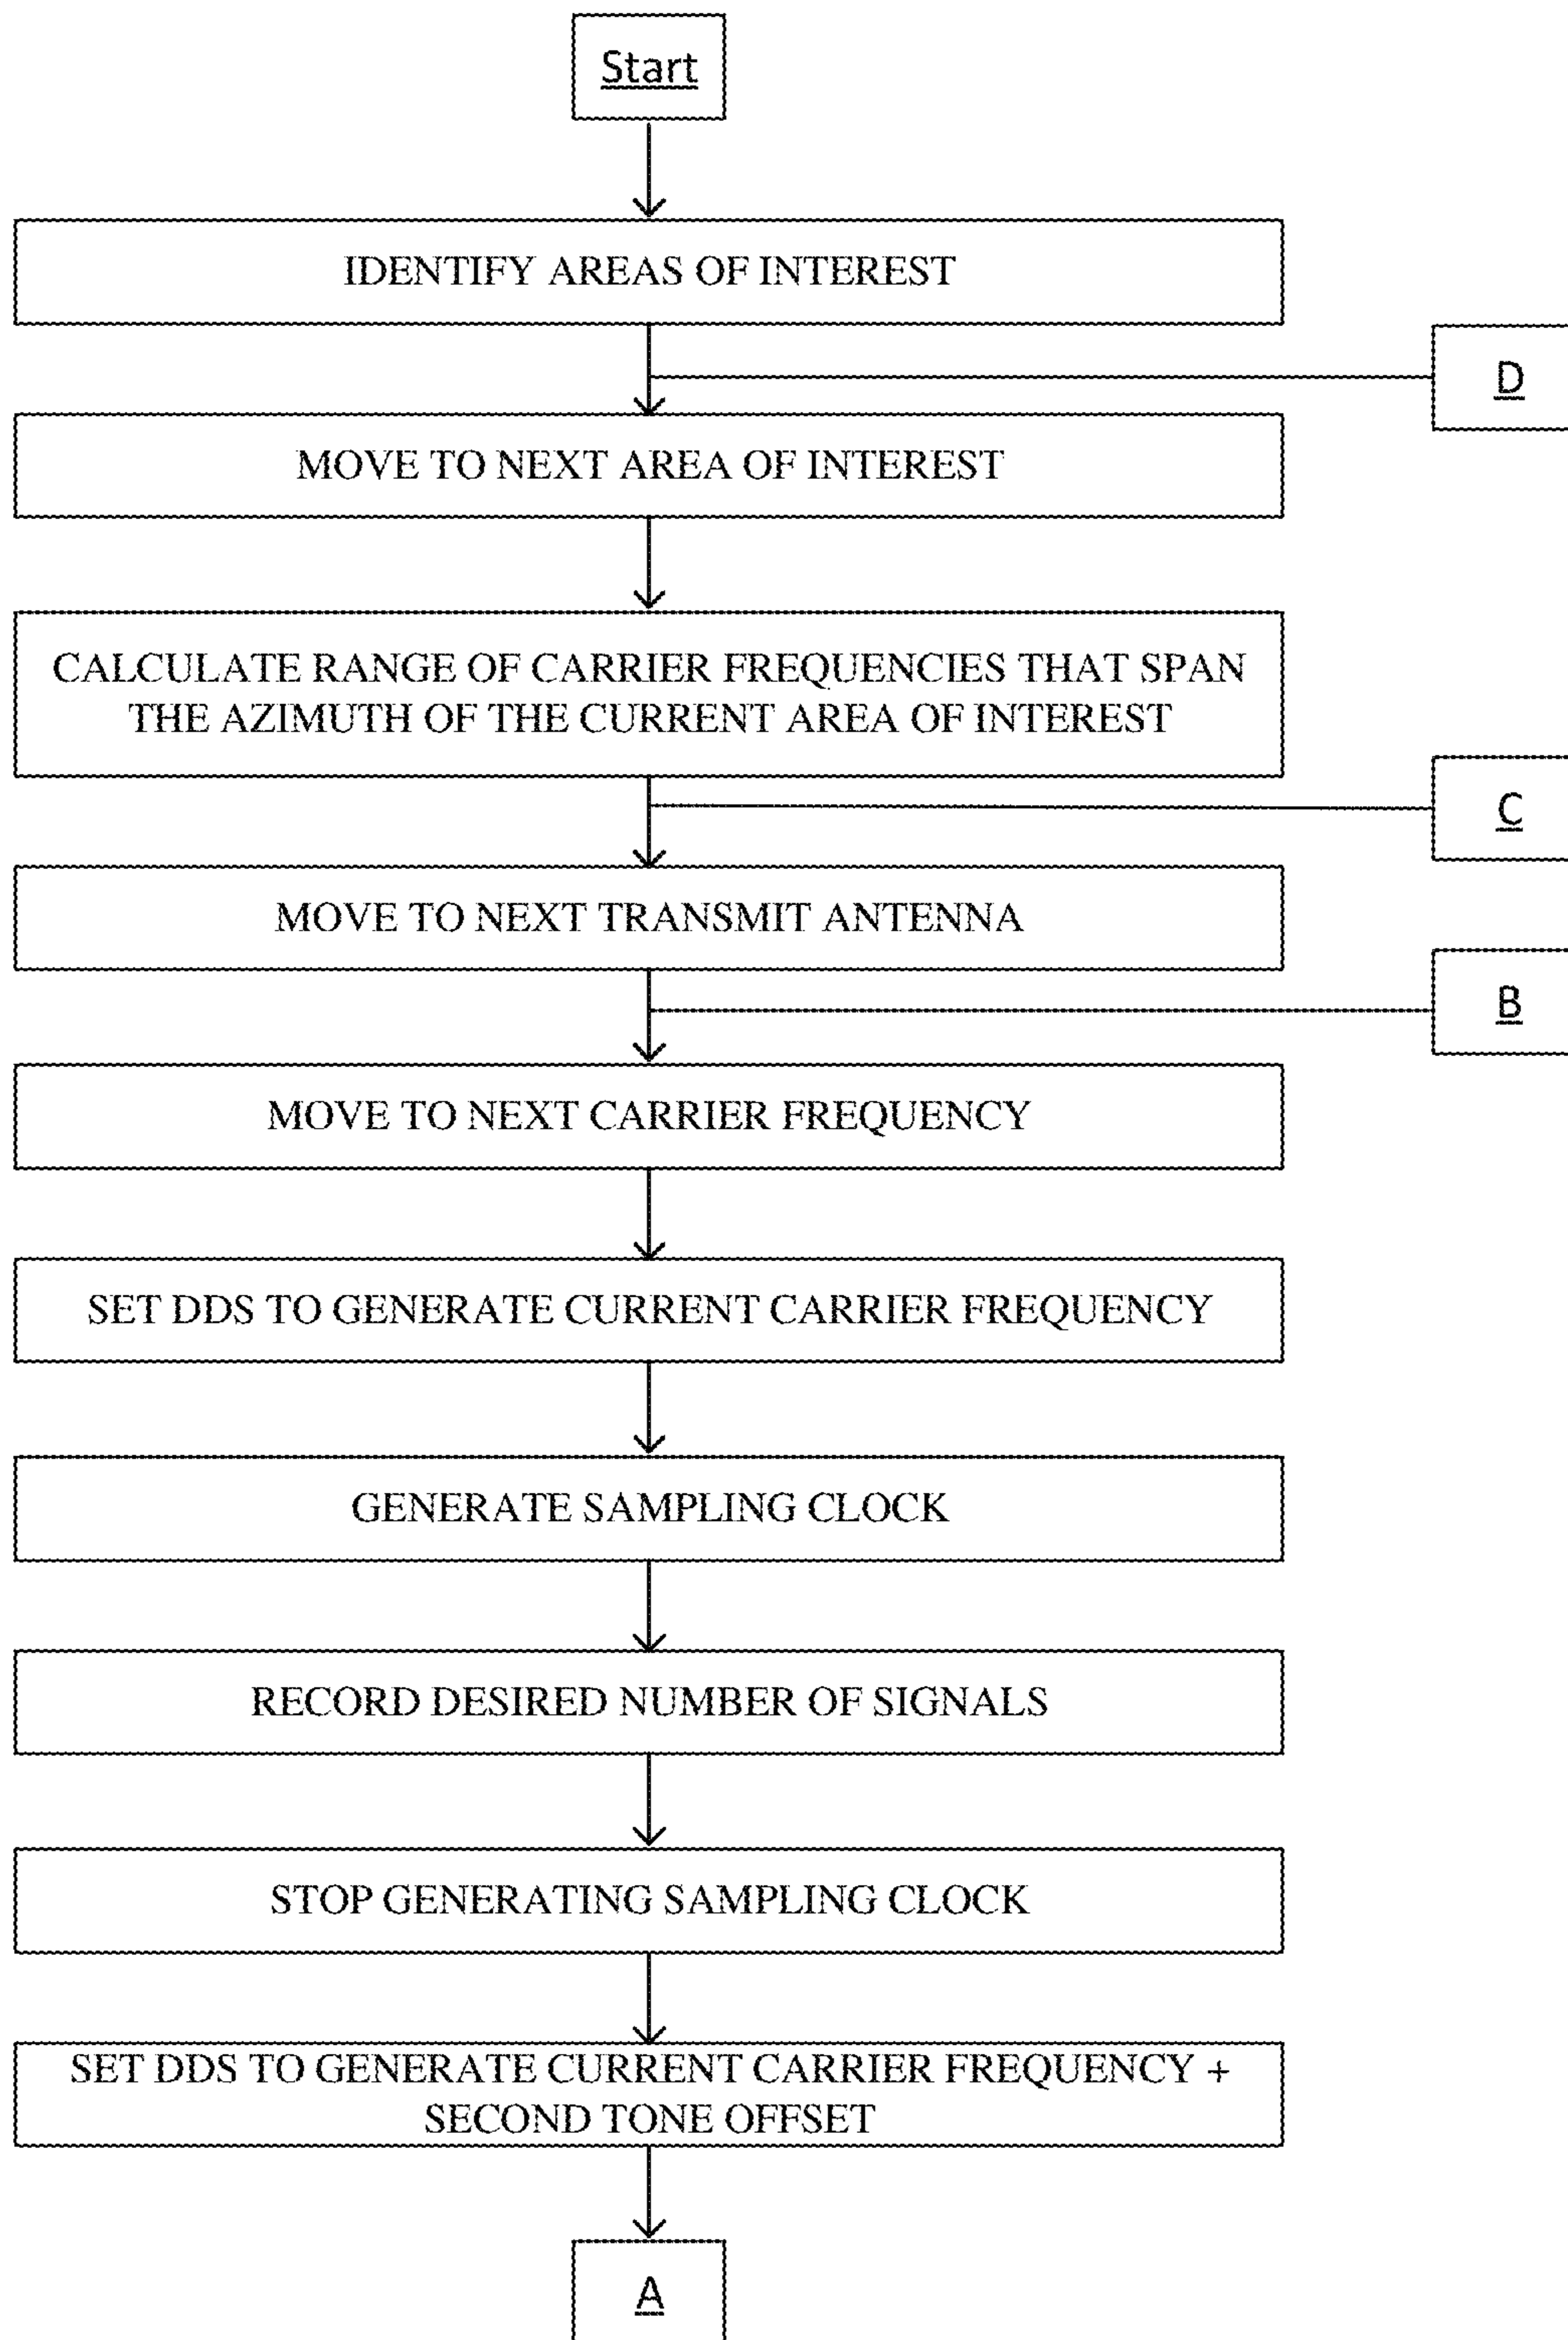 Start
IDENTIFY AREAS OF INTEREST
D
MOVE TO NEXT AREA OF INTEREST
CALCULATE RANGE OF CARRIER FREQUENCIES THAT SPAN
THE AZIMUTH OF THE CURRENT AREA OF INTEREST
C
MOVE TO NEXT TRANSMIT ANTENNA
B
MOVE TO NEXT CARRIER FREQUENCY
SET DDS TO GENERATE CURRENT CARRIER FREQUENCY
GENERATE SAMPLING CLOCK
RECORD DESIRED NUMBER OF SIGNALS
STOP GENERATING SAMPLING CLOCK
SET DDS TO GENERATE CURRENT CARRIER FREQUENCY +
SECOND TONE OFFSET
A